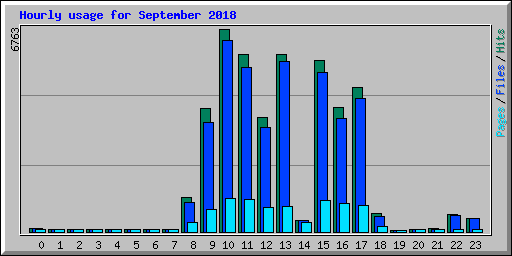 Hourly usage for September 2018
6763
Pages/Files/Hits
0 1 2 3 4 5 6 7 8 9 10 11 12 13 14 15 16 17 18 19 20 21 22 23